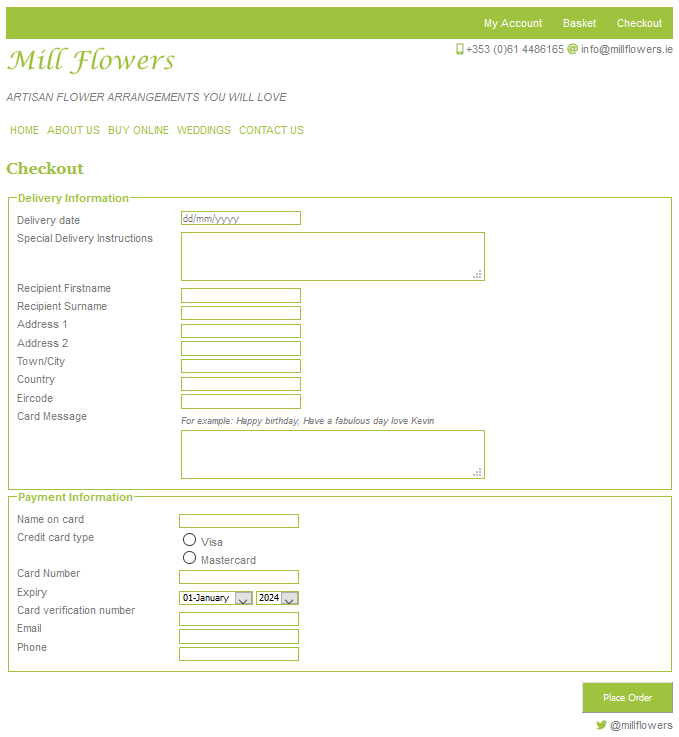 My Account Basket Checkout
Mill Flowers
+353 (0)61 4486165 @ info@millflowers.ie
ARTISAN FLOWER ARRANGEMENTS YOU WILL LOVE
HOME ABOUT US BUY ONLINE WEDDINGS CONTACT US
Checkout
Delivery Information
Delivery date dd/mm/yyyy
Special Delivery Instructions
Recipient Firstname
Recipient Surname
Address 1
Address 2
Town/City
Country
Eircode
Card Message
For example: Happy birthday, Have a fabulous day love Kevin
Payment Information
Name on card
Credit card type
Visa
Mastercard
Card Number
Expiry 01-January 2024
Card verification number
Email
Phone
Place Order
@millflowers